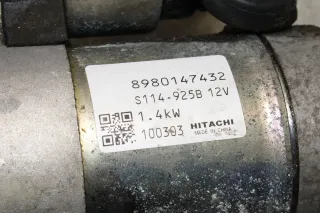 8980147432
S114-925B 12V
1.4kW
100303 HITACHI
MADE IN CHINA